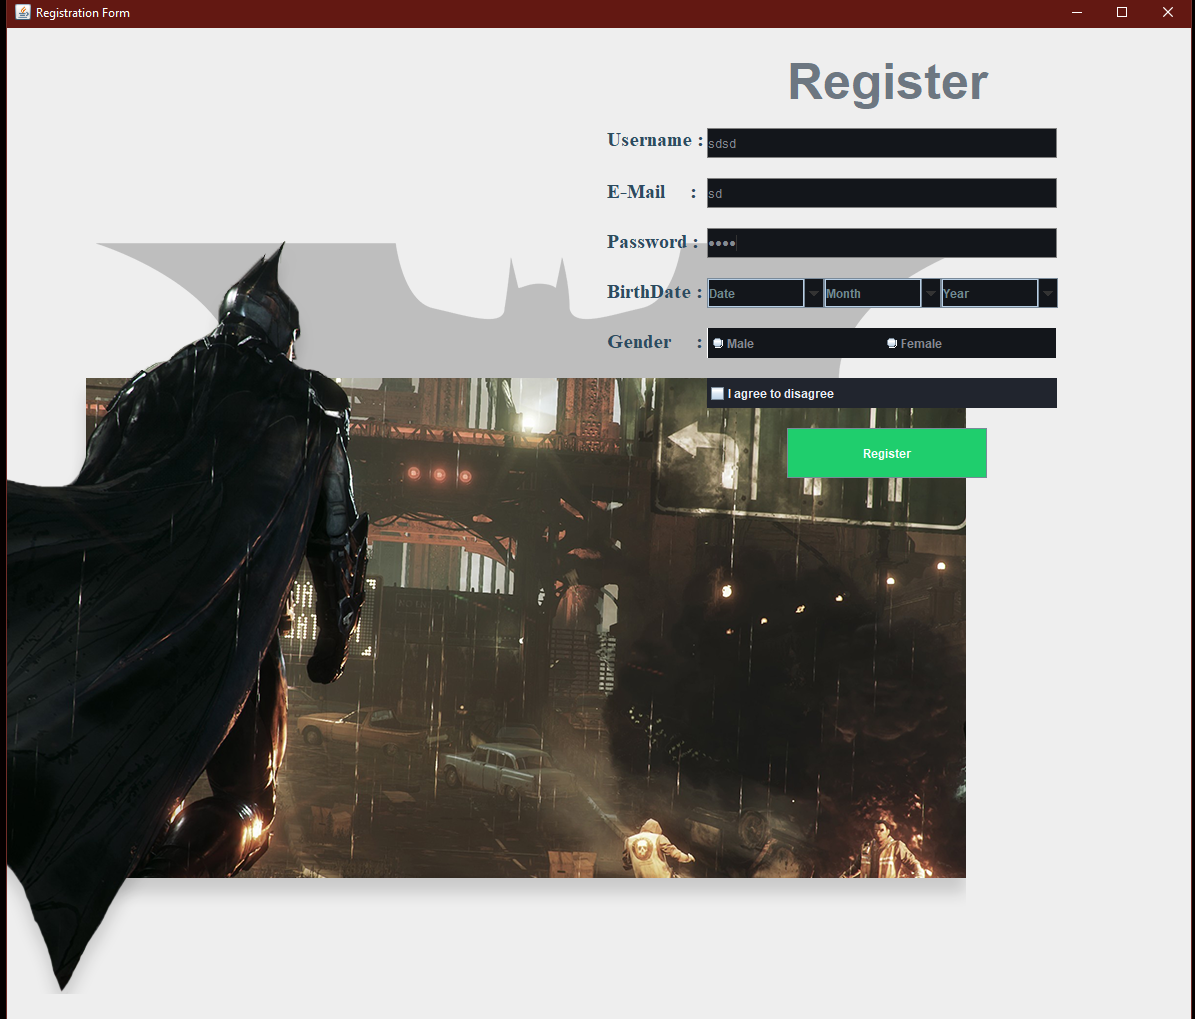 Registration Form
Register
Username : sdsd
E-Mail : sd
Password : ••••
BirthDate : Date Month Year
Gender : Male Female
I agree to disagree
Register